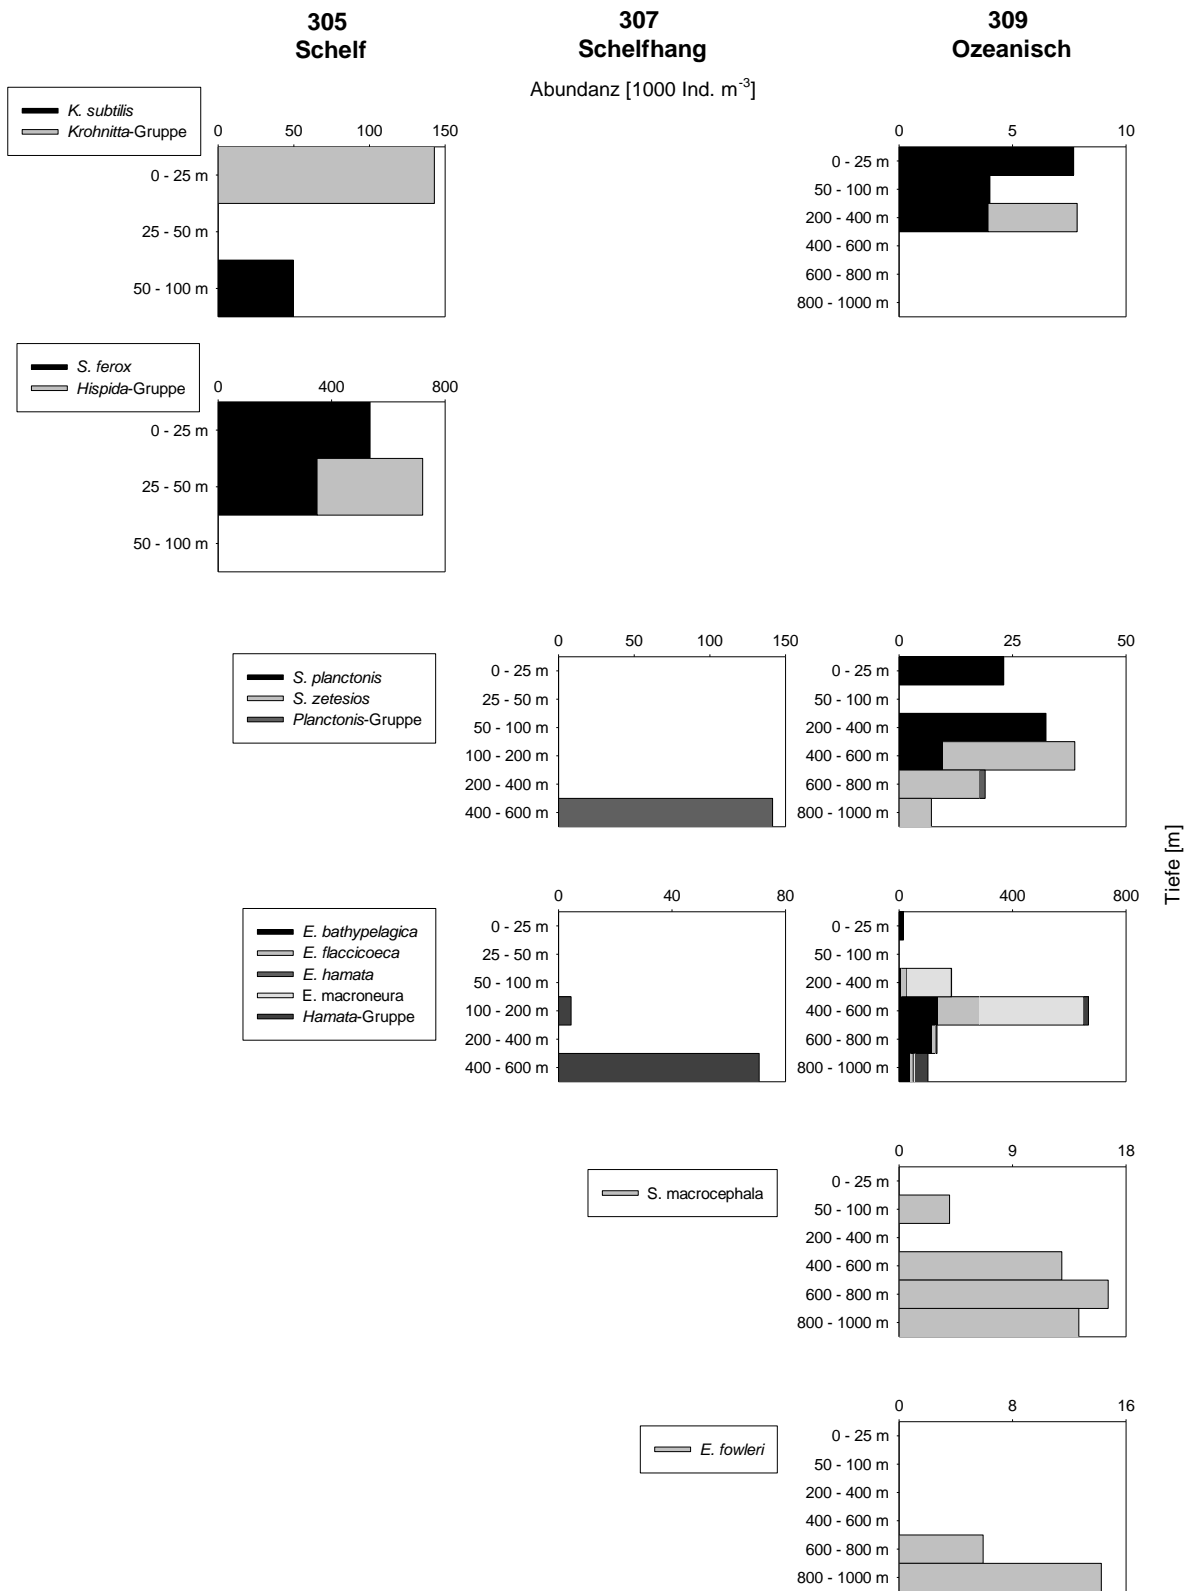 305
Schelf
307
Schelfhang
309
Ozeanisch
Abundanz [1000 Ind. m-3]
K. subtilis
Krohnitta-Gruppe
0 50 100 150
0 - 25 m
25 - 50 m
50 - 100 m
0 5 10
0 - 25 m
50 - 100 m
200 - 400 m
400 - 600 m
600 - 800 m
800 - 1000 m
S. ferox
Hispida-Gruppe
0 400 800
0 - 25 m
25 - 50 m
50 - 100 m
S. planctonis
S. zetesios
Planctonis-Gruppe
0 50 100 150
0 - 25 m
25 - 50 m
50 - 100 m
100 - 200 m
200 - 400 m
400 - 600 m
0 25 50
0 - 25 m
50 - 100 m
200 - 400 m
400 - 600 m
600 - 800 m
800 - 1000 m
Tiefe [m]
E. bathypelagica
E. flaccicoeca
E. hamata
E. macroneura
Hamata-Gruppe
0 40 80
0 - 25 m
25 - 50 m
50 - 100 m
100 - 200 m
200 - 400 m
400 - 600 m
0 400 800
0 - 25 m
50 - 100 m
200 - 400 m
400 - 600 m
600 - 800 m
800 - 1000 m
S. macrocephala
0 9 18
0 - 25 m
50 - 100 m
200 - 400 m
400 - 600 m
600 - 800 m
800 - 1000 m
E. fowleri
0 8 16
0 - 25 m
50 - 100 m
200 - 400 m
400 - 600 m
600 - 800 m
800 - 1000 m